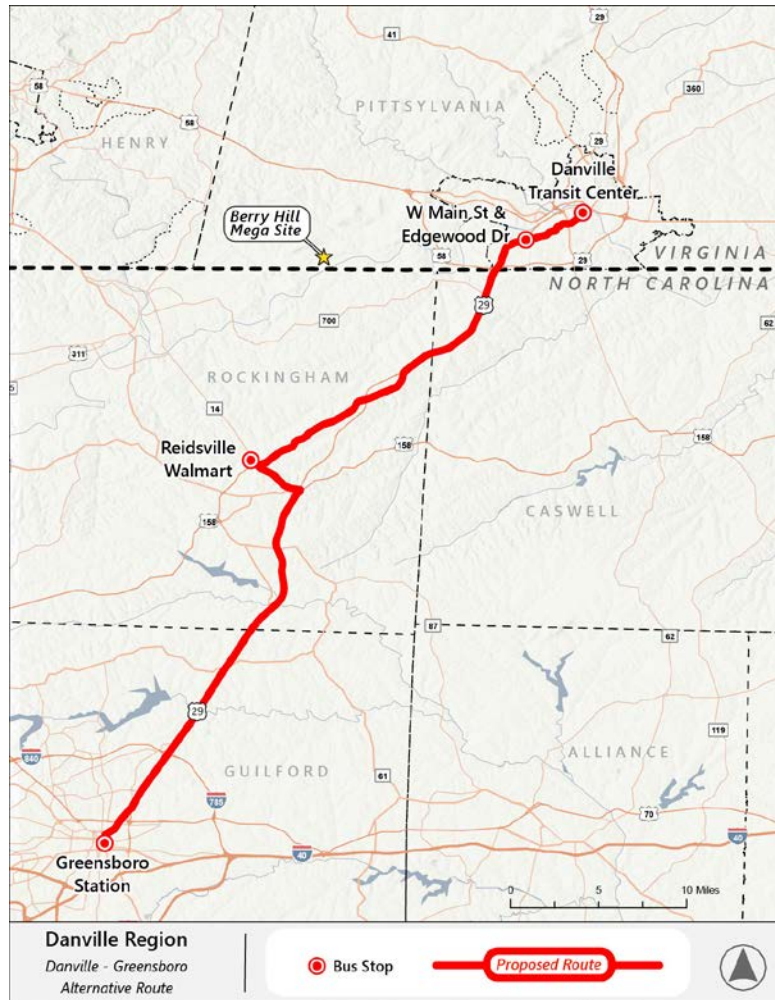 29
41
58
360
PITTSYLVANIA
58
HENRY
29
Danville
Transit Center
W Main St &
Edgewood Dr
Berry Hill
Mega Site
VIRGINIA
58
29
NORTH CAROLINA
29
700
62
311
ROCKINGHAM
14
158
158
Reidsville
Walmart
CASWELL
158
87
62
29
119
ALLIANCE
840
GUILFORD
61
785
70
40
40
Greensboro
Station
0 5 10 Miles
Danville Region
Danville - Greensboro
Alternative Route
Bus Stop
Proposed Route